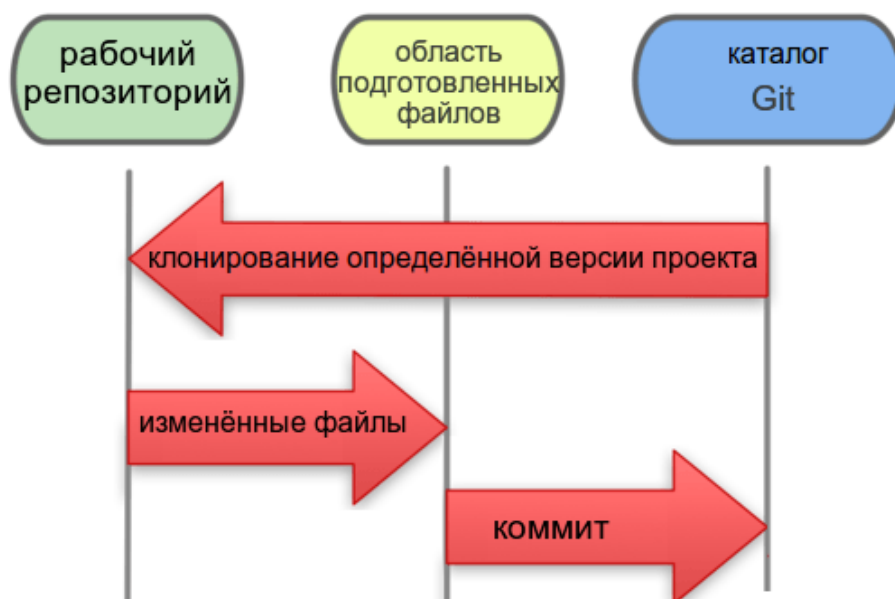 рабочий
репозиторий
область
подготовленных
файлов
каталог
Git
клонирование определённой версии проекта
изменённые файлы
коммит